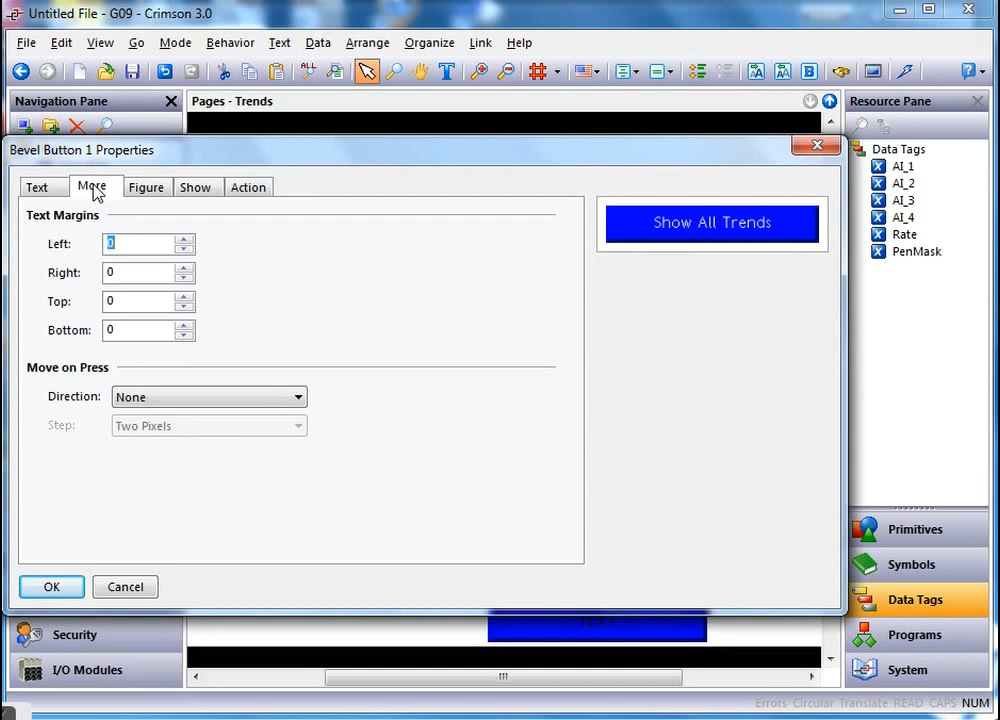 Untitled File - G09 - Crimson 3.0
File Edit View Go Mode Behavior Text Data Arrange Organize Link Help
Navigation Pane
Pages - Trends
Resource Pane
Bevel Button 1 Properties
Text More Figure Show Action
Text Margins
Left: 0
Right: 0
Top: 0
Bottom: 0
Move on Press
Direction: None
Step: Two Pixels
OK Cancel
Show All Trends
Data Tags
AI_1
AI_2
AI_3
AI_4
Rate
PenMask
Primitives
Symbols
Data Tags
Programs
System
Security
I/O Modules
Errors Circular Translate READ CAPS NUM